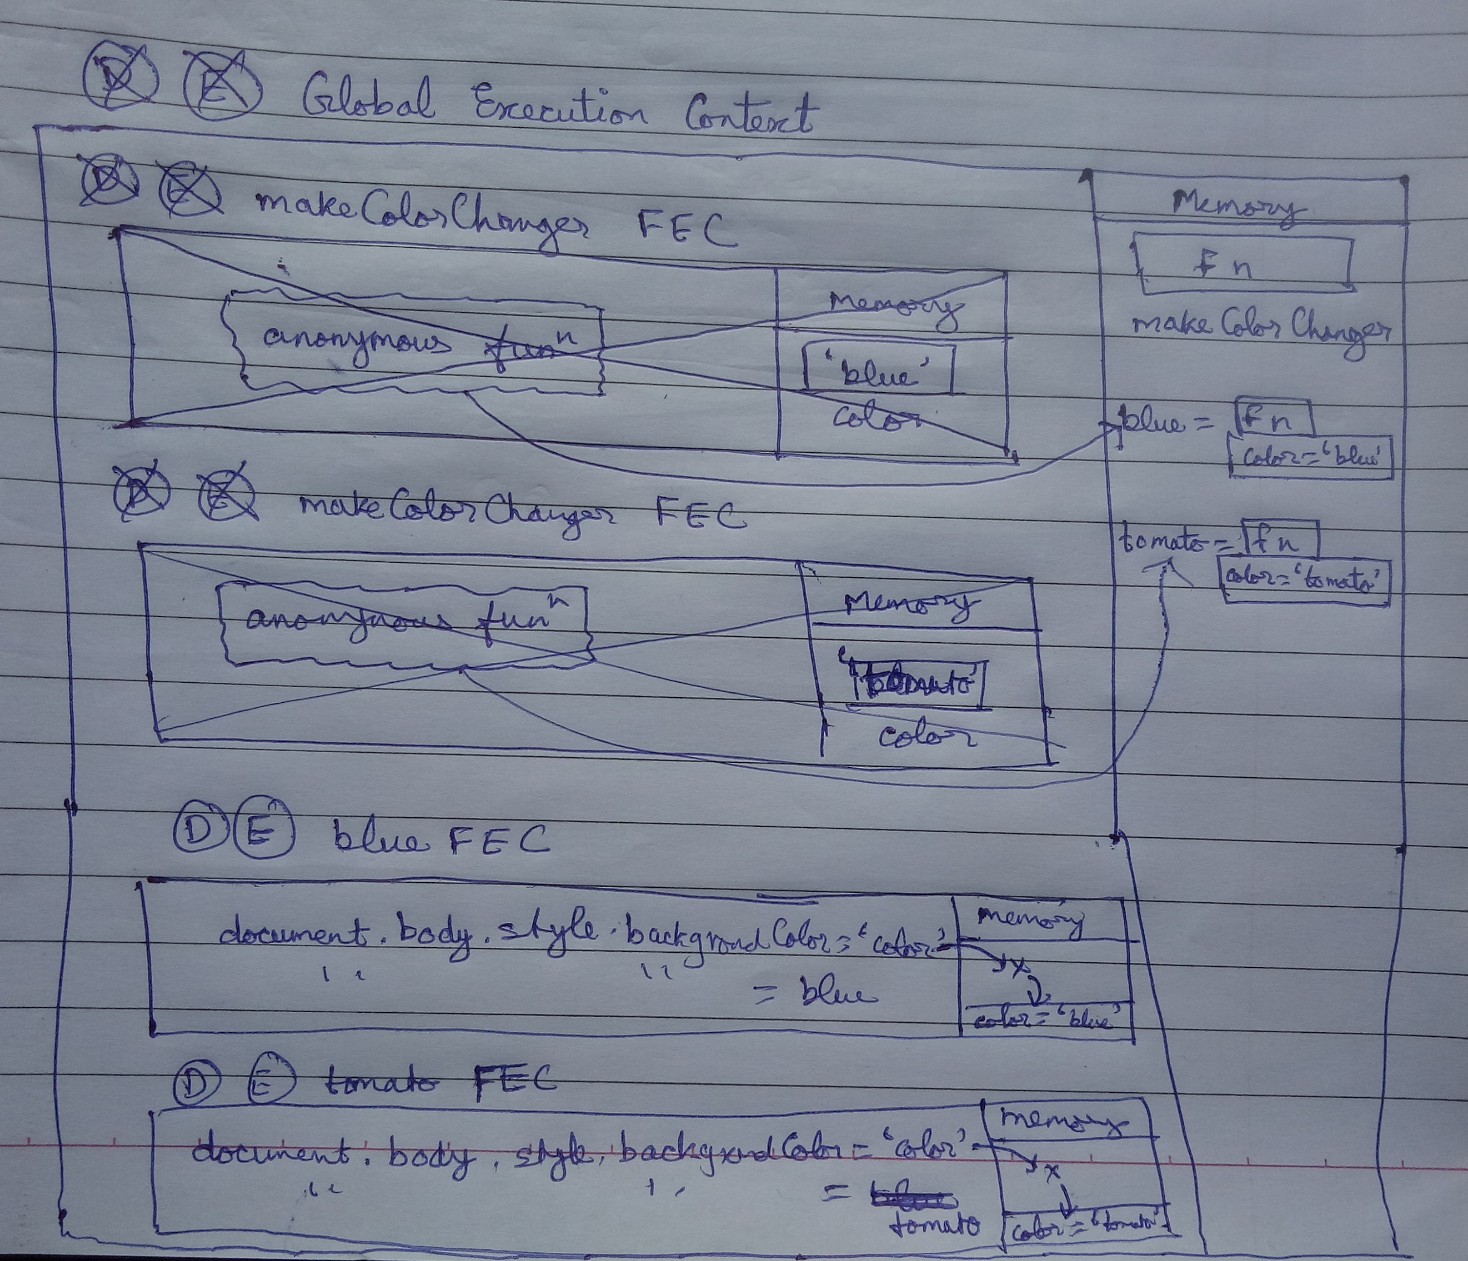 D E Global Execution Context
D E makeColorChanger FEC
Memory
fn
makeColorChanger
anonymous funⁿ
Memory
'blue'
color
blue = fn
color='blue'
D E makeColorChanger FEC
tomato = fn
color='tomato'
anonymous funⁿ
Memory
'tomato'
color
D E blue FEC
document.body.style.backgrondColor='color'
" "
= blue
memory
x
color='blue'
D E tomato FEC
document.body.style.backgrondColor='color'
" "
= blue
tomato
memory
x
color='tomato'